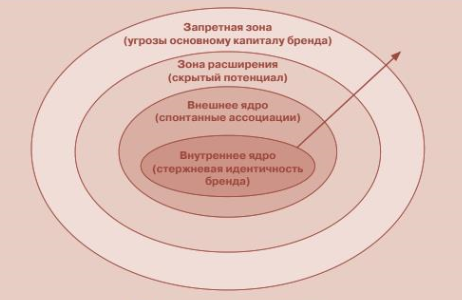 Запретная зона
(угрозы основному капиталу бренда)
Зона расширения
(скрытый потенциал)
Внешнее ядро
(спонтанные ассоциации)
Внутреннее ядро
(стержневая идентичность
бренда)